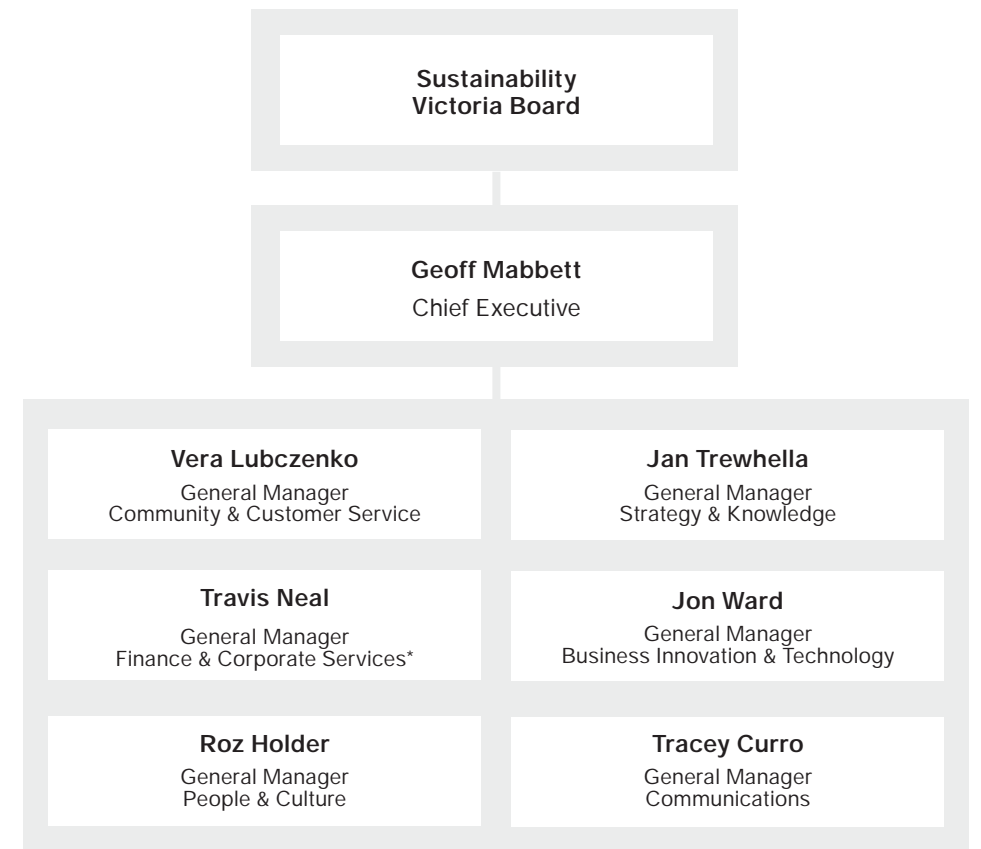 Sustainability
Victoria Board
Geoff Mabbett
Chief Executive
Vera Lubczenko
General Manager
Community & Customer Service
Jan Trewhella
General Manager
Strategy & Knowledge
Travis Neal
General Manager
Finance & Corporate Services*
Jon Ward
General Manager
Business Innovation & Technology
Roz Holder
General Manager
People & Culture
Tracey Curro
General Manager
Communications